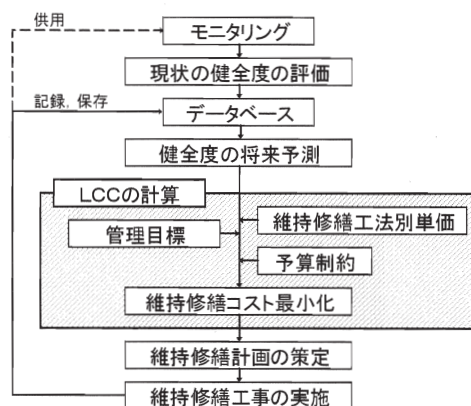 供用
モニタリング
現状の健全度の評価
記録，保存
データベース
健全度の将来予測
LCCの計算
維持修繕工法別単価
管理目標
予算制約
維持修繕コスト最小化
維持修繕計画の策定
維持修繕工事の実施